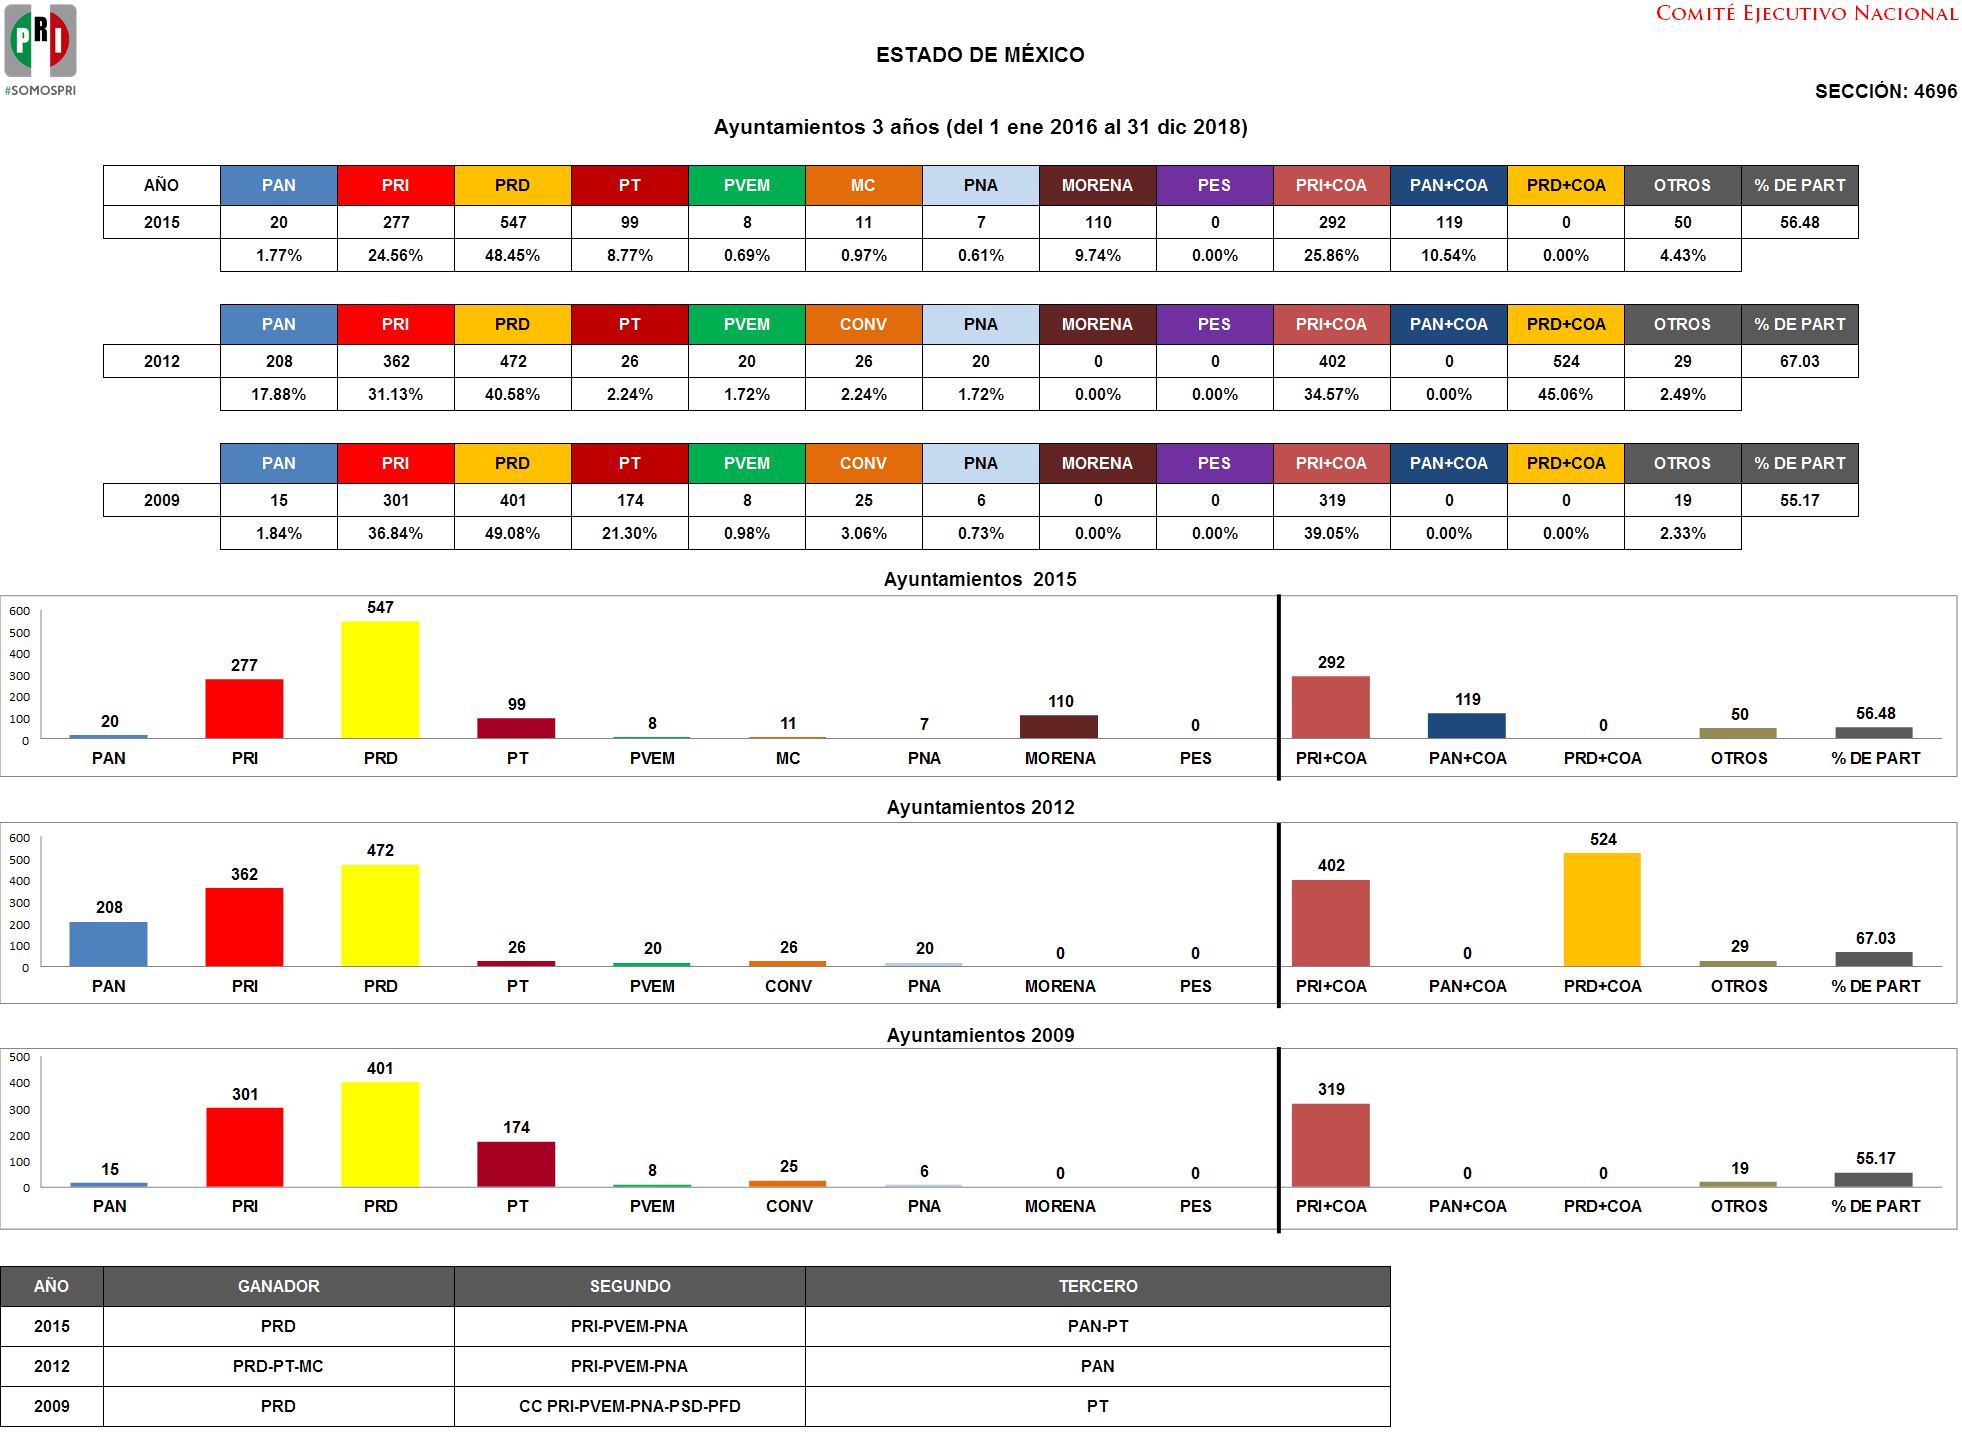 PRI
#SOMOSPRI
COMITÉ EJECUTIVO NACIONAL
ESTADO DE MÉXICO
SECCIÓN: 4696
Ayuntamientos 3 años (del 1 ene 2016 al 31 dic 2018)
AÑO PAN PRI PRD PT PVEM MC PNA MORENA PES PRI+COA PAN+COA PRD+COA OTROS % DE PART
2015 20 277 547 99 8 11 7 110 0 292 119 0 50 56.48
1.77% 24.56% 48.45% 8.77% 0.69% 0.97% 0.61% 9.74% 0.00% 25.86% 10.54% 0.00% 4.43%
PAN PRI PRD PT PVEM CONV PNA MORENA PES PRI+COA PAN+COA PRD+COA OTROS % DE PART
2012 208 362 472 26 20 26 20 0 0 402 0 524 29 67.03
17.88% 31.13% 40.58% 2.24% 1.72% 2.24% 1.72% 0.00% 0.00% 34.57% 0.00% 45.06% 2.49%
PAN PRI PRD PT PVEM CONV PNA MORENA PES PRI+COA PAN+COA PRD+COA OTROS % DE PART
2009 15 301 401 174 8 25 6 0 0 319 0 0 19 55.17
1.84% 36.84% 49.08% 21.30% 0.98% 3.06% 0.73% 0.00% 0.00% 39.05% 0.00% 0.00% 2.33%
Ayuntamientos 2015
600
500
400
300
200
100
0
20 277 547 99 8 11 7 110 0 292 119 0 50 56.48
PAN PRI PRD PT PVEM MC PNA MORENA PES PRI+COA PAN+COA PRD+COA OTROS % DE PART
Ayuntamientos 2012
600
500
400
300
200
100
0
208 362 472 26 20 26 20 0 0 402 0 524 29 67.03
PAN PRI PRD PT PVEM CONV PNA MORENA PES PRI+COA PAN+COA PRD+COA OTROS % DE PART
Ayuntamientos 2009
500
400
300
200
100
0
15 301 401 174 8 25 6 0 0 319 0 0 19 55.17
PAN PRI PRD PT PVEM CONV PNA MORENA PES PRI+COA PAN+COA PRD+COA OTROS % DE PART
AÑO GANADOR SEGUNDO TERCERO
2015 PRD PRI-PVEM-PNA PAN-PT
2012 PRD-PT-MC PRI-PVEM-PNA PAN
2009 PRD CC PRI-PVEM-PNA-PSD-PFD PT